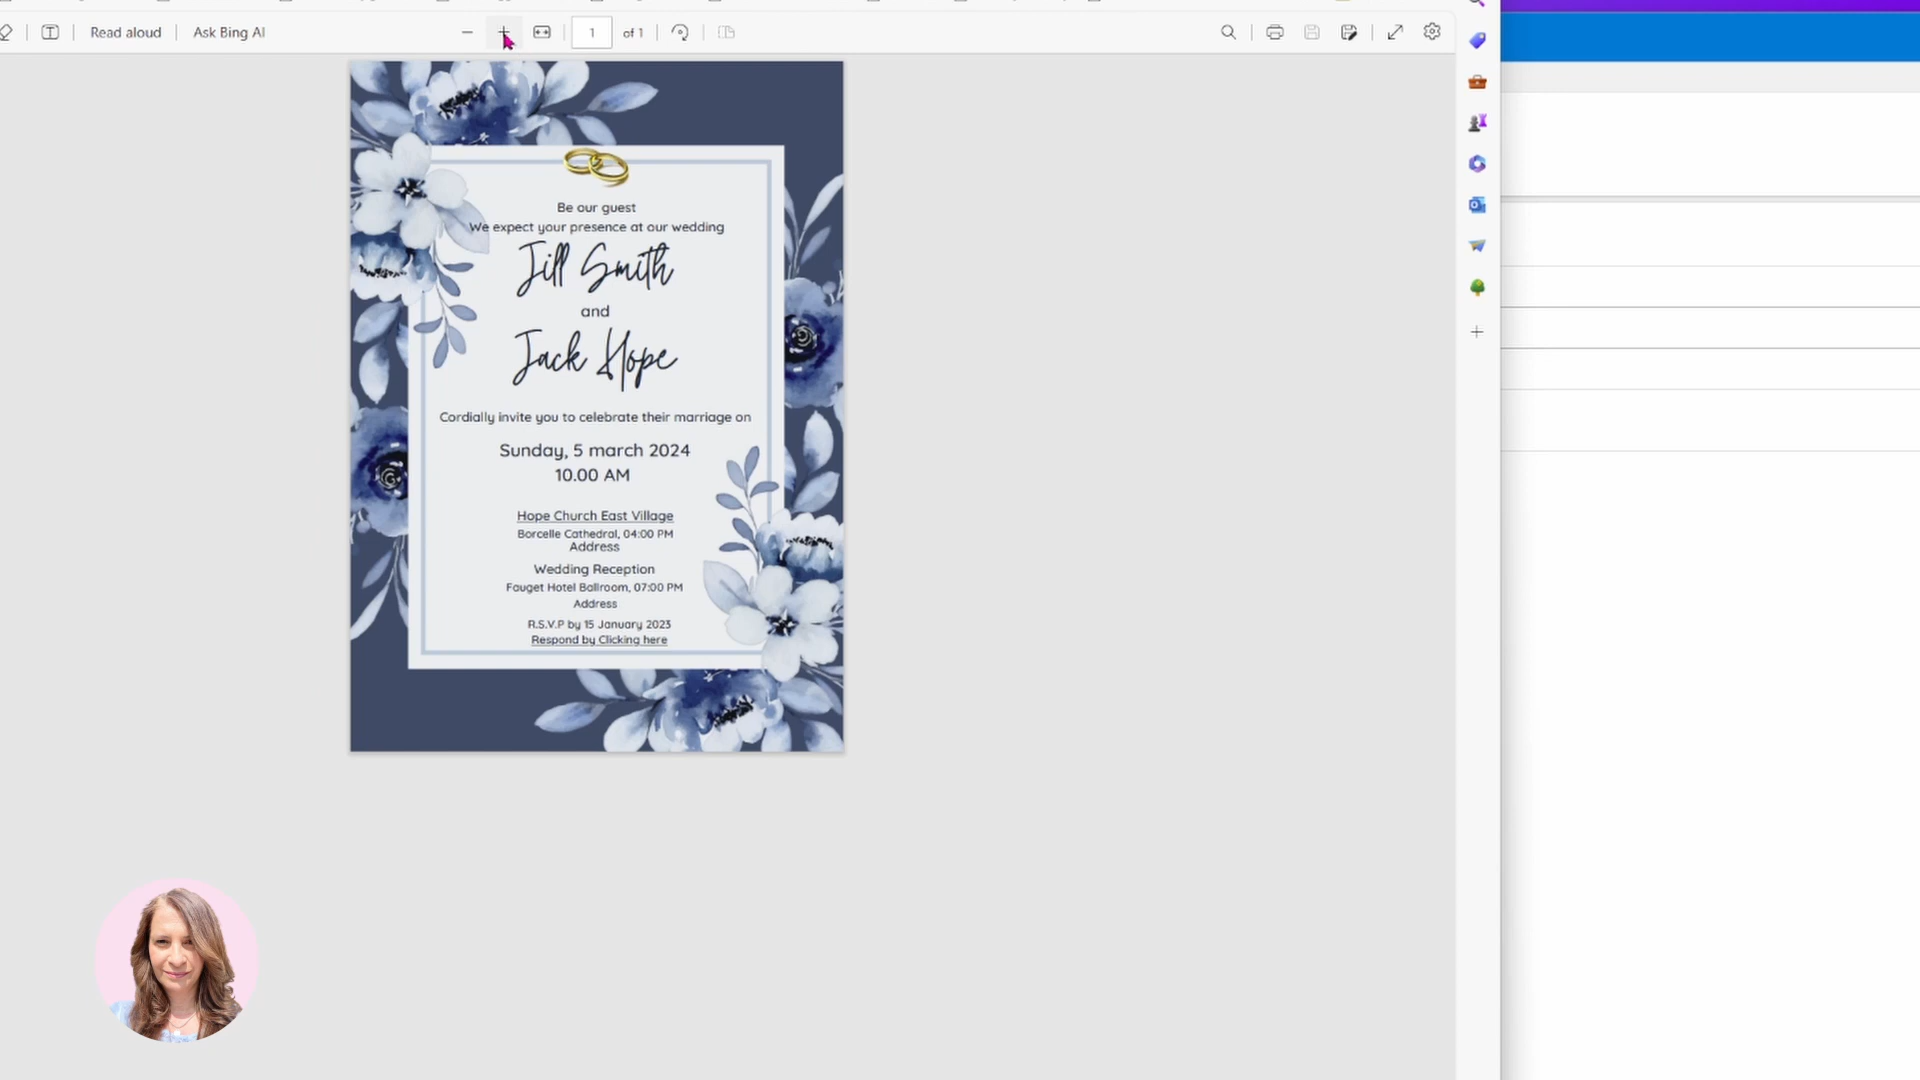 Read aloud
Ask Bing AI
1
of 1
Be our guest
We expect your presence at our wedding
Jill Smith
and
Jack Hope
Cordially invite you to celebrate their marriage on
Sunday, 5 march 2024
10.00 AM
Hope Church East Village
Borcelle Cathedral, 04:00 PM
Address
Wedding Reception
Fauget Hotel Ballroom, 07:00 PM
Address
R.S.V.P by 15 January 2023
Respond by Clicking here